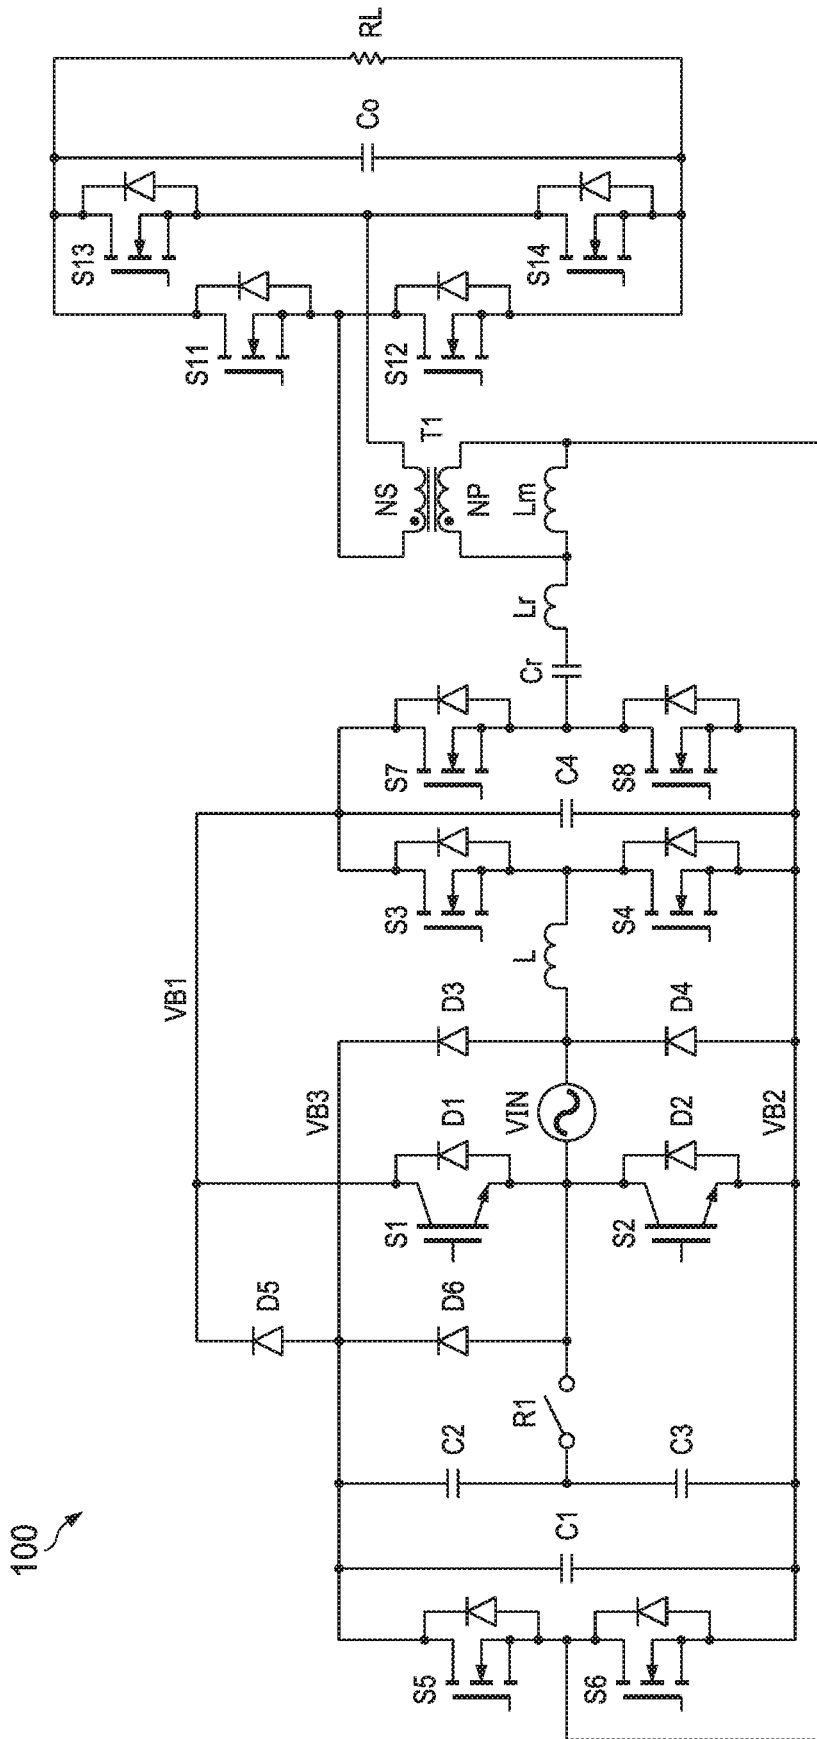 100
VB1
VB3
VB2
S5
S6
C1
C2
C3
R1
D5
D6
S1
D1
S2
D2
VIN
D3
D4
L
S3
S4
C4
S7
S8
Cr
Lr
Lm
NS
NP
T1
S11
S12
S13
S14
Co
RL